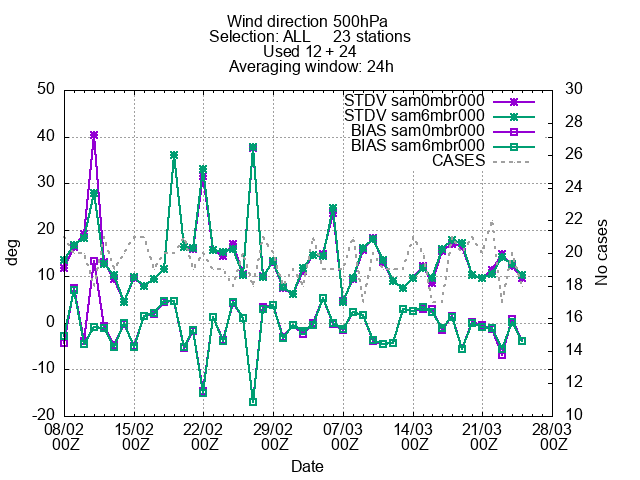 Wind direction 500hPa
Selection: ALL 23 stations
Used 12 + 24
Averaging window: 24h
STDV sam0mbr000
STDV sam6mbr000
BIAS sam0mbr000
BIAS sam6mbr000
CASES
deg
50
40
30
20
10
0
-10
-20
No cases
30
28
26
24
22
20
18
16
14
12
10
08/02 15/02 22/02 29/02 07/03 14/03 21/03 28/03
00Z 00Z 00Z 00Z 00Z 00Z 00Z 00Z
Date